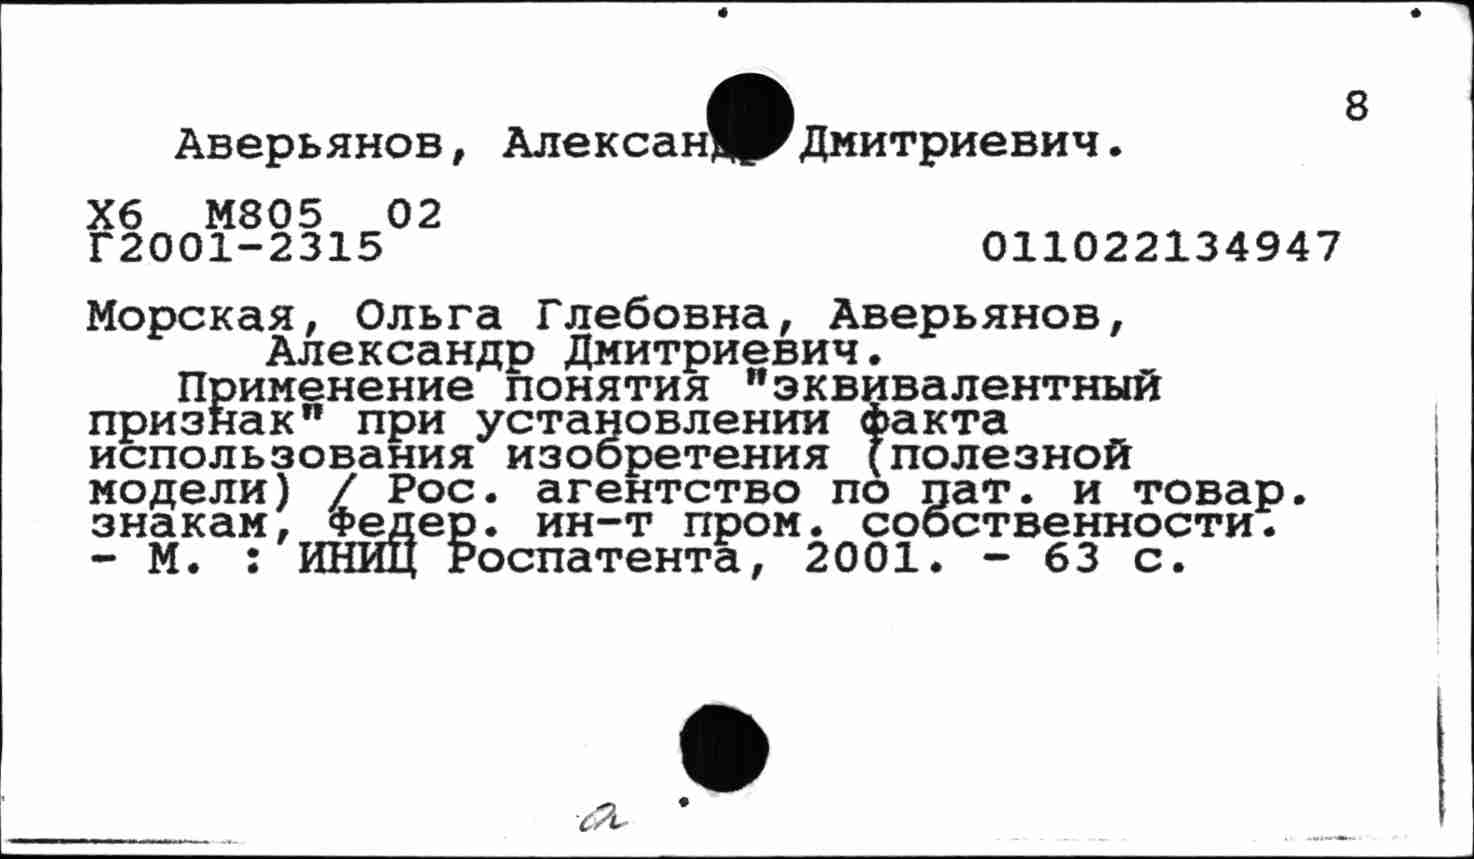 8
Аверьянов, Александр Дмитриевич.
Х6 М805 02
Г2001-2315 011022134947
Морская, Ольга Глебовна, Аверьянов,
Александр Дмитриевич.
Применение понятия "эквивалентный
признак" при установлении факта
использования изобретения (полезной
модели) / Рос. агентство по пат. и товар.
знакам, Федер. ин-т пром. собственности.
- М. : ИНИЦ Роспатента, 2001. - 63 с.